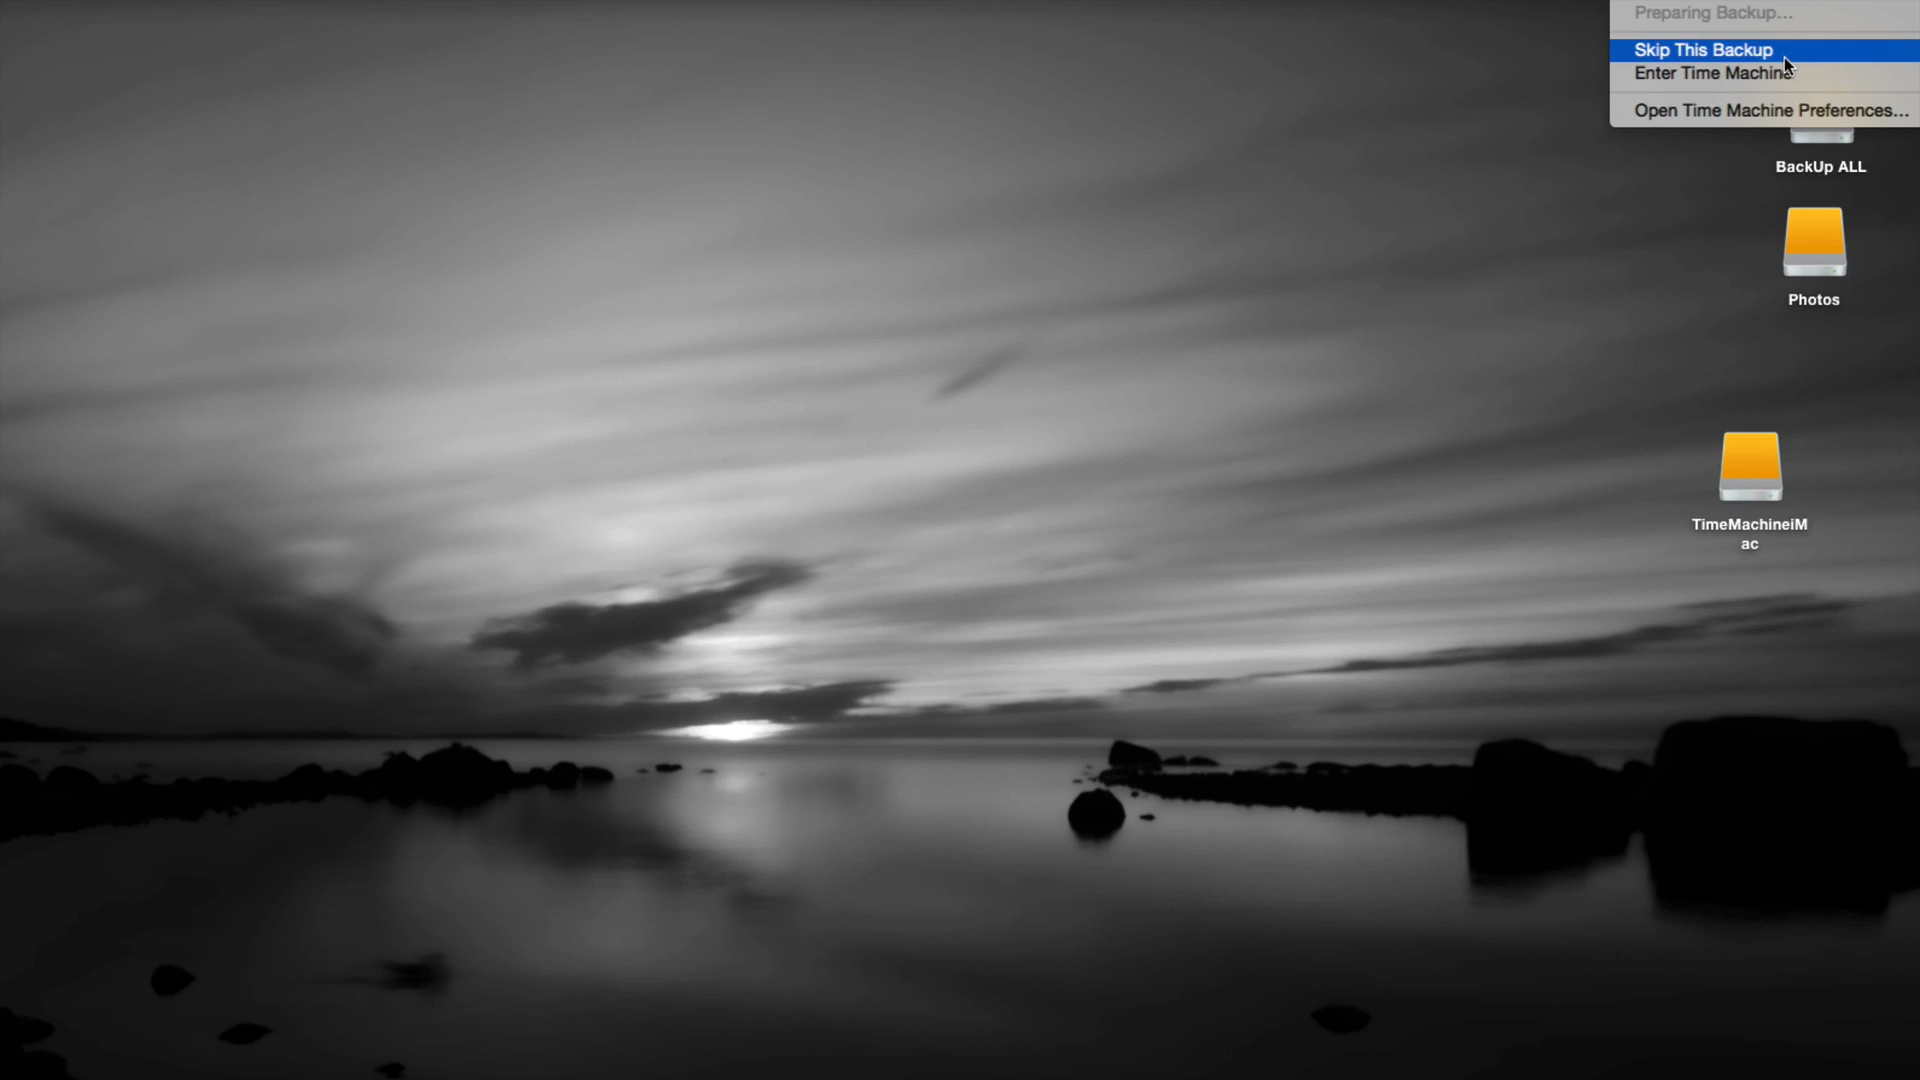 Preparing Backup...
Skip This Backup
Enter Time Machine
Open Time Machine Preferences...
BackUp ALL
Photos
TimeMachineiM
ac